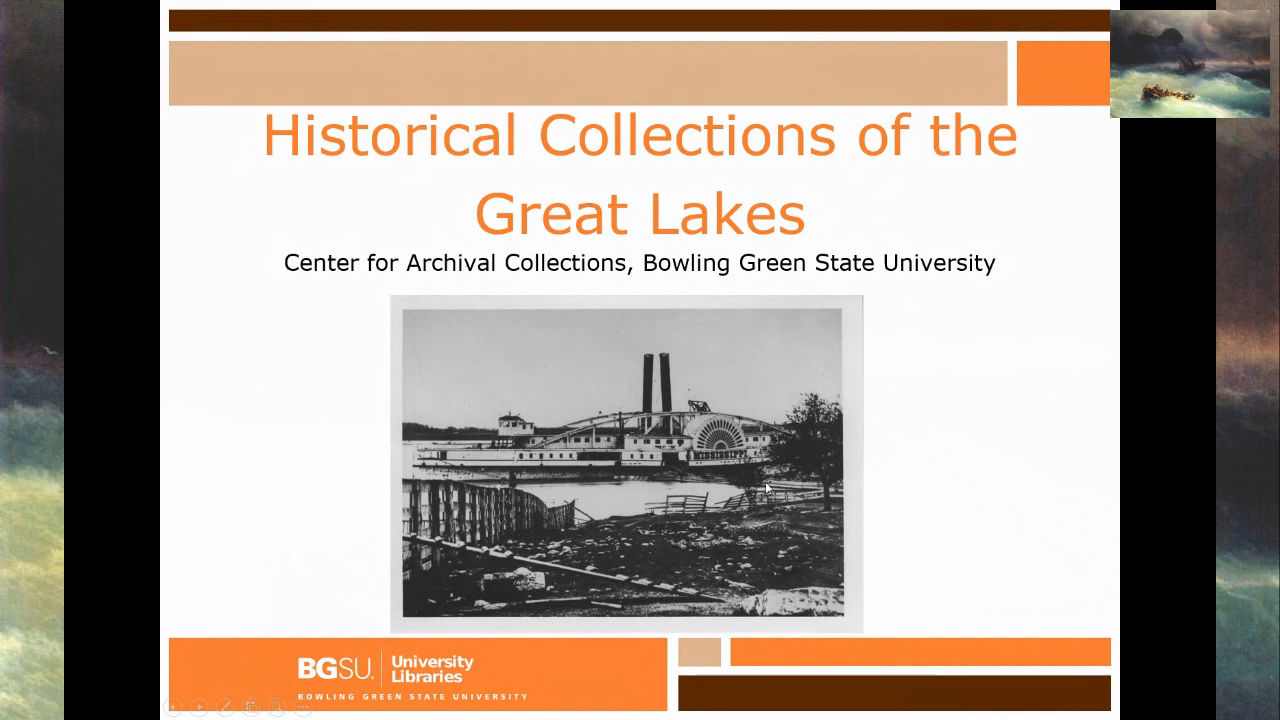 Historical Collections of the
Great Lakes
Center for Archival Collections, Bowling Green State University
BGSU. University
Libraries
BOWLING GREEN STATE UNIVERSITY